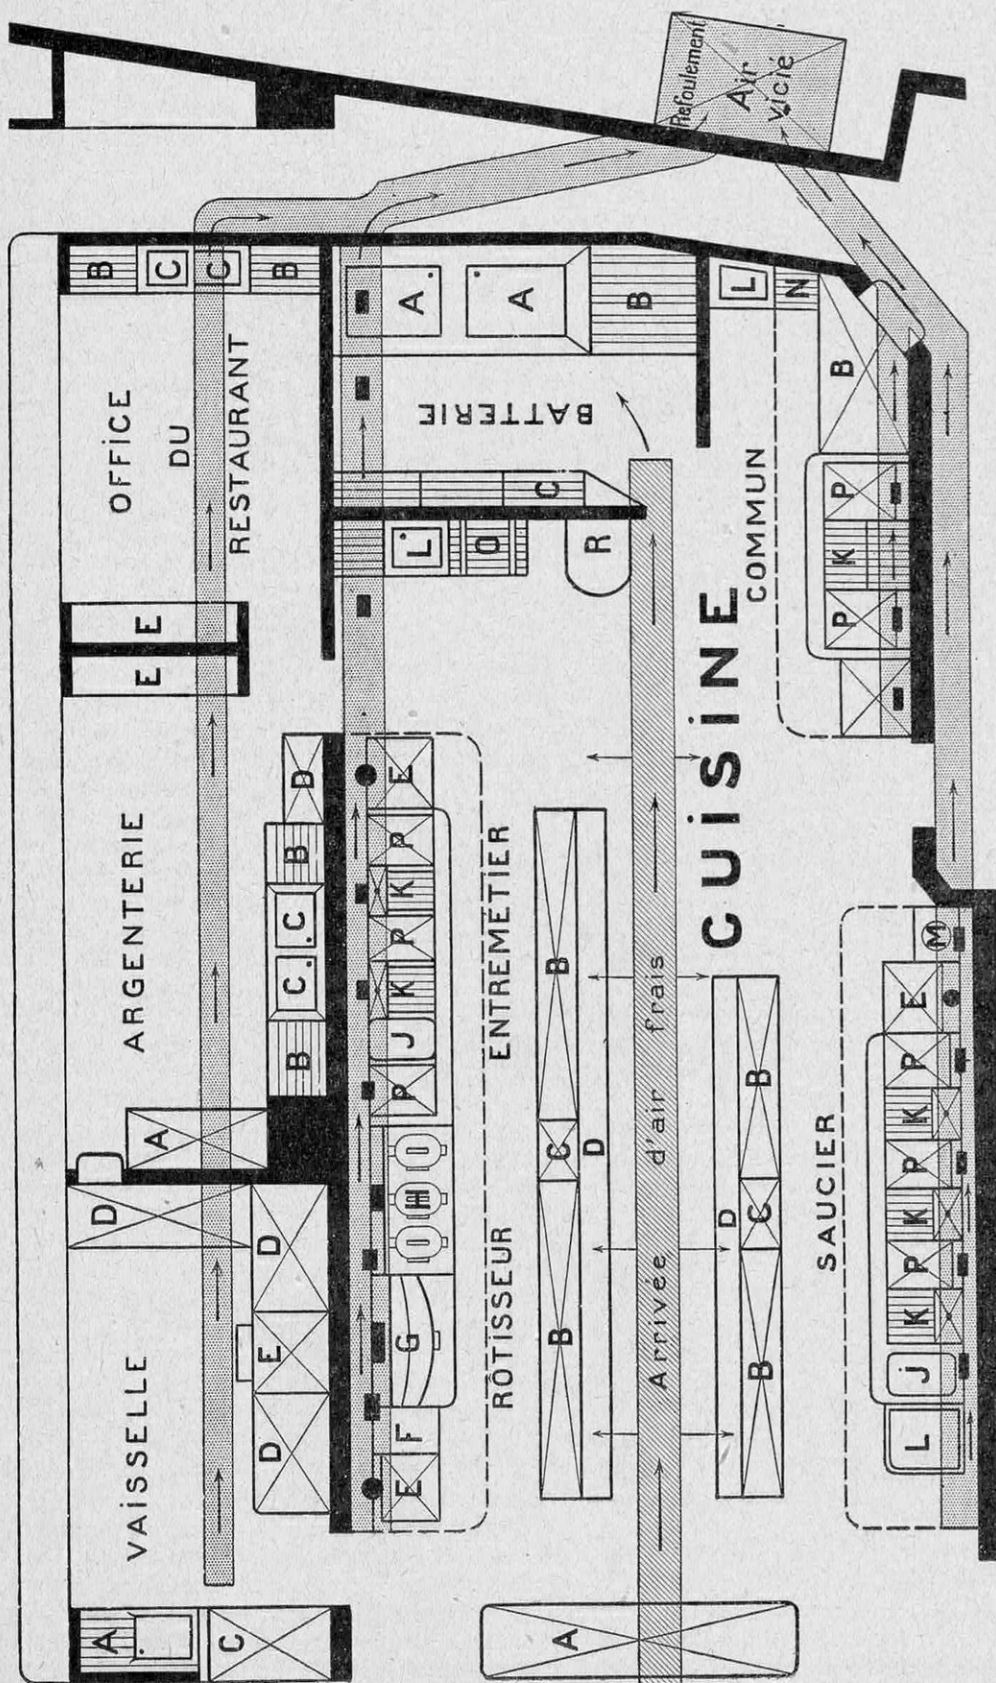 Refoulement
Air
vicié
B
C
C
B
OFFiCE
DU
RESTAURANT
A
A
B
BATTERIE
C
L
N
B
COMMUN
P
K
P
L
O
R
E
E
ARGENTERIE
D
B
C
C
B
A
E
P
K
P
K
J
P
I
H
I
G
F
E
ENTREMETIER
ROTISSEUR
B
C
D
B
Arrivée d'air frais
CUiSiNE
B
C
D
B
M
E
P
K
P
K
P
K
J
L
SAUCIER
VAiSSELLE
D
D
E
D
A
C
A